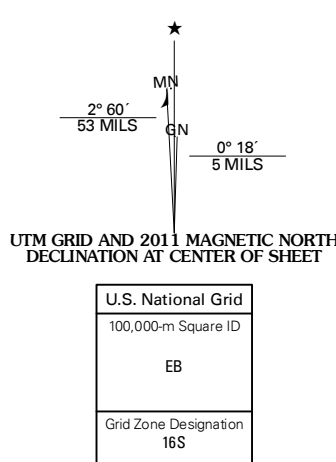 ★
MN
2° 60´
53 MILS
GN
0° 18´
5 MILS
UTM GRID AND 2011 MAGNETIC NORTH
DECLINATION AT CENTER OF SHEET
U.S. National Grid
100,000-m Square ID
EB
Grid Zone Designation
16S